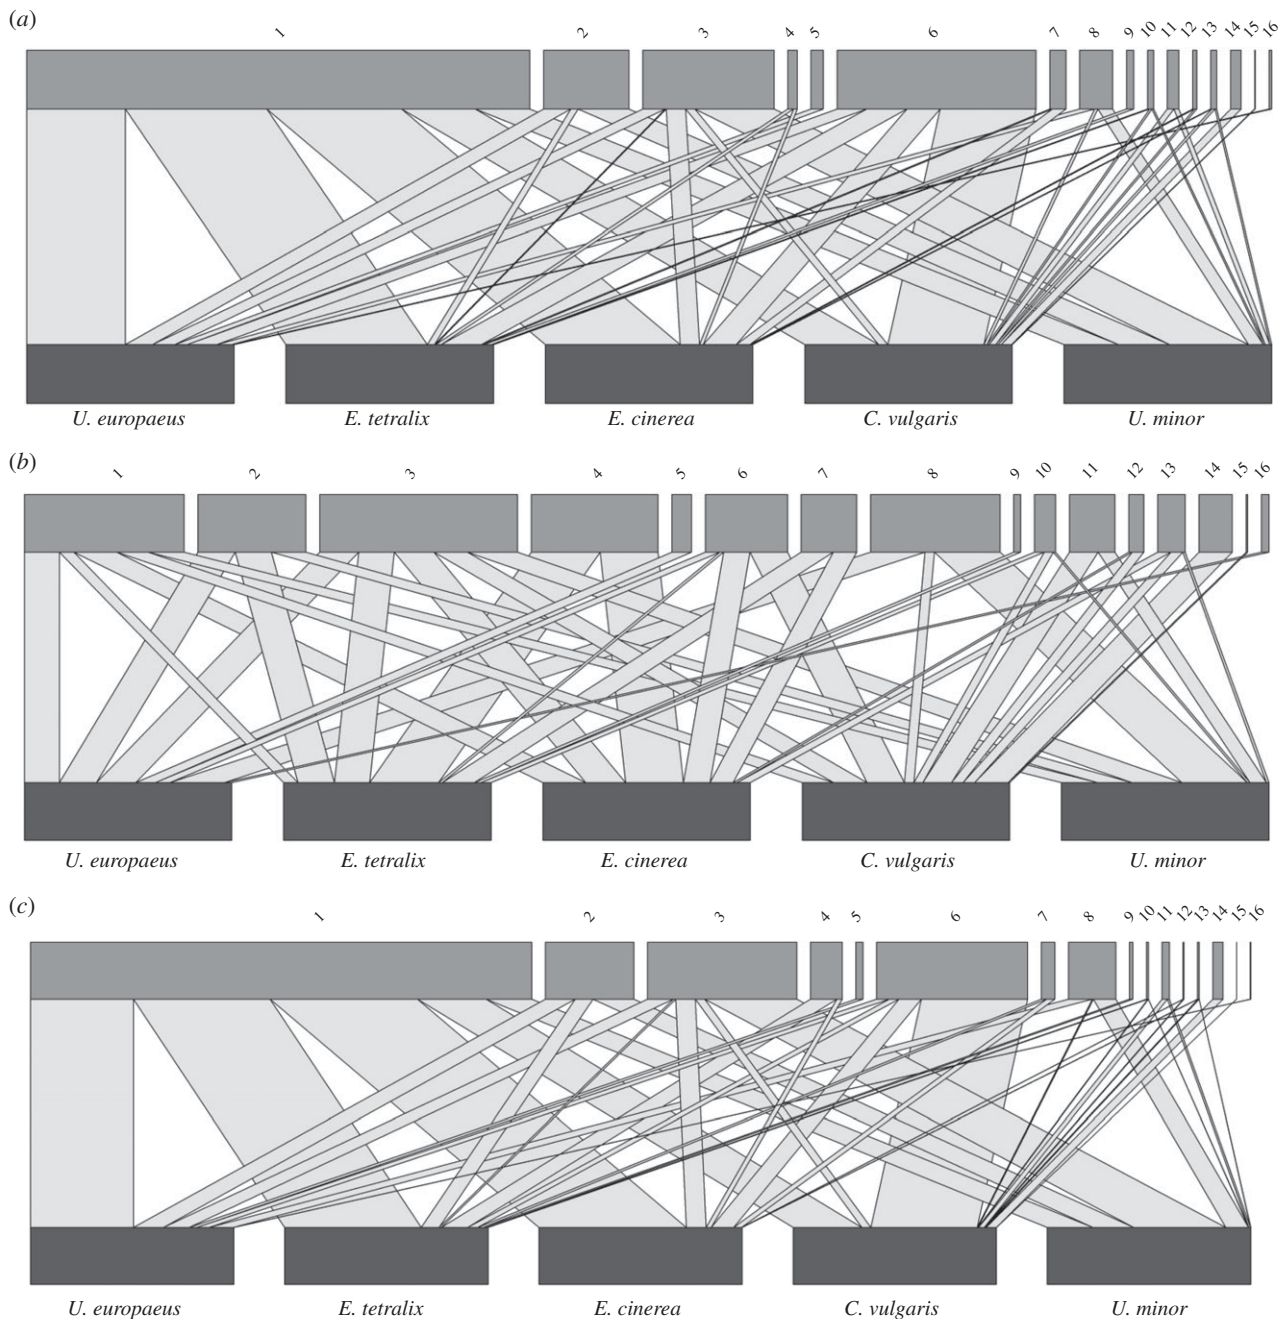 (a)
1 2 3 4 5 6 7 8 9 10 11 12 13 14 15 16
U. europaeus E. tetralix E. cinerea C. vulgaris U. minor
(b)
1 2 3 4 5 6 7 8 9 10 11 12 13 14 15 16
U. europaeus E. tetralix E. cinerea C. vulgaris U. minor
(c)
1 2 3 4 5 6 7 8 9 10 11 12 13 14 15 16
U. europaeus E. tetralix E. cinerea C. vulgaris U. minor